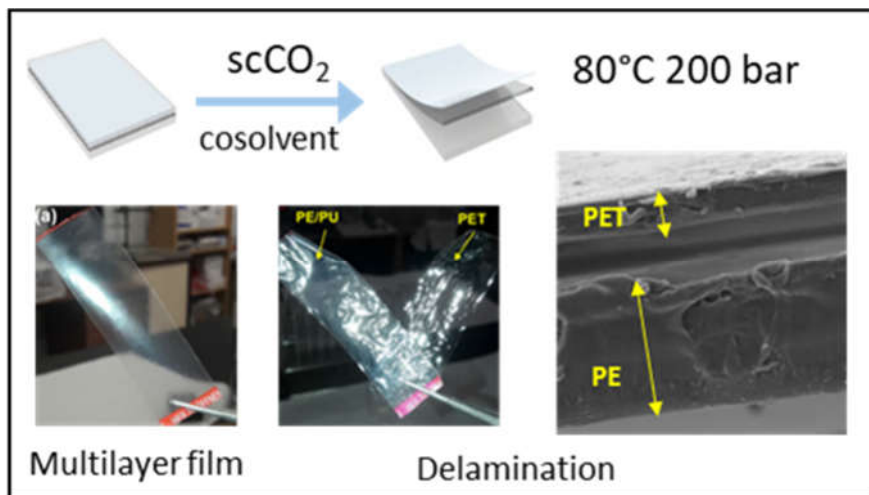 scCO₂
cosolvent
80°C 200 bar
(a)
PE/PU
PET
PET
PE
Multilayer film
Delamination